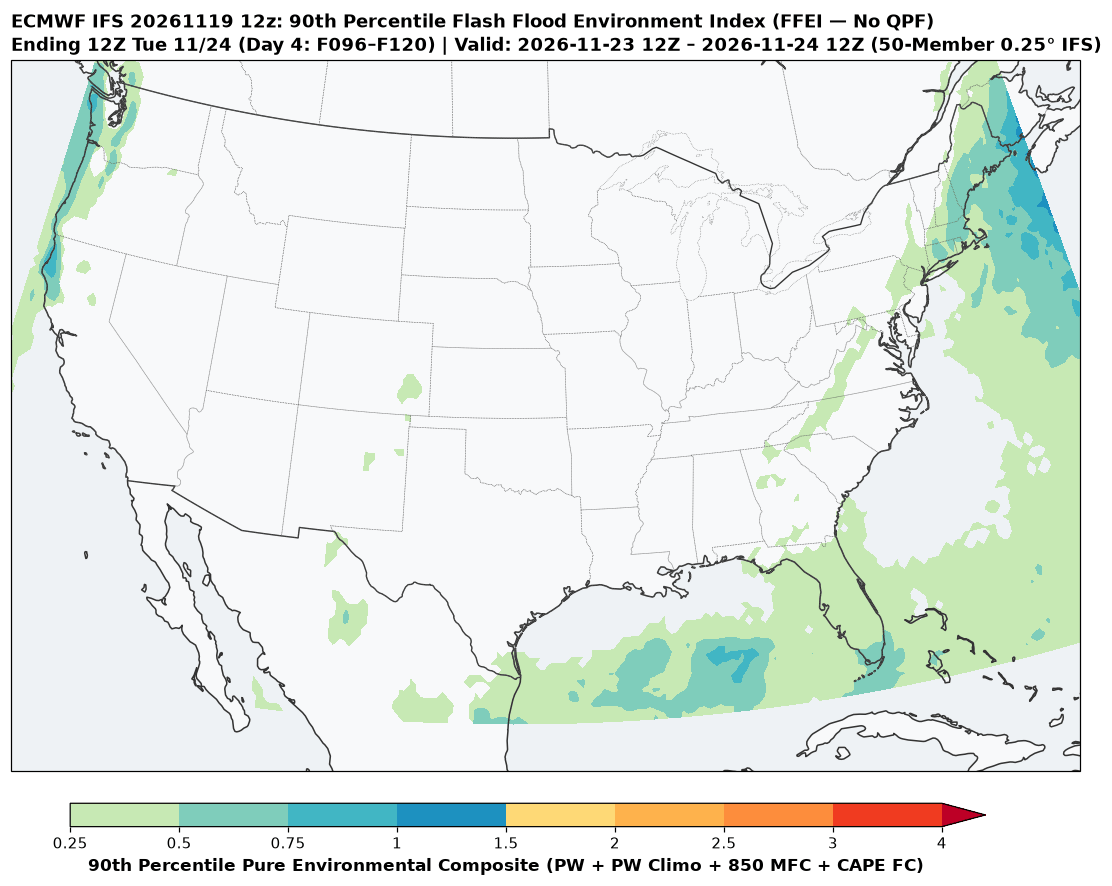 ECMWF IFS 20261119 12z: 90th Percentile Flash Flood Environment Index (FFEI — No QPF)
Ending 12Z Tue 11/24 (Day 4: F096–F120) | Valid: 2026-11-23 12Z – 2026-11-24 12Z (50-Member 0.25° IFS)
0.25 0.5 0.75 1 1.5 2 2.5 3 4
90th Percentile Pure Environmental Composite (PW + PW Climo + 850 MFC + CAPE FC)